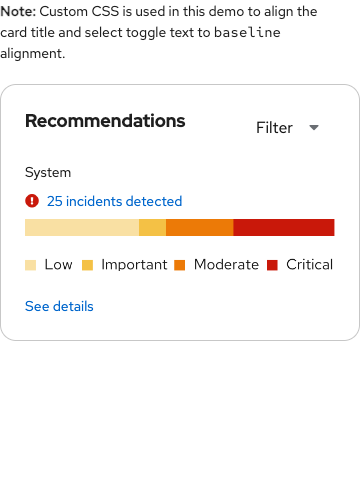 Note: Custom CSS is used in this demo to align the
card title and select toggle text to baseline
alignment.
Recommendations
Filter
System
25 incidents detected
Low
Important
Moderate
Critical
See details